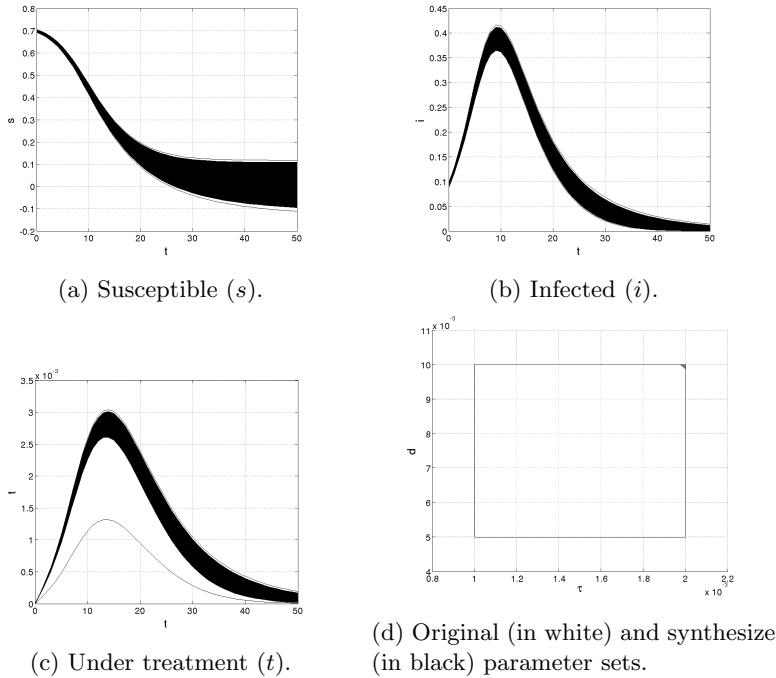 0.8
0.7
0.6
0.5
0.4
0.3
0.2
0.1
0
-0.1
-0.2
s
0 10 20 30 40 50
t
(a) Susceptible (s).
0.45
0.4
0.35
0.3
0.25
0.2
0.15
0.1
0.05
0
i
0 10 20 30 40 50
t
(b) Infected (i).
x 10⁻³
3.5
3
2.5
2
1.5
1
0.5
0
t
0 10 20 30 40 50
t
(c) Under treatment (t).
x 10⁻³
11
10
9
8
7
6
5
4
d
0.8 1 1.2 1.4 1.6 1.8 2 2.2
τ
x 10⁻³
(d) Original (in white) and synthesize
(in black) parameter sets.